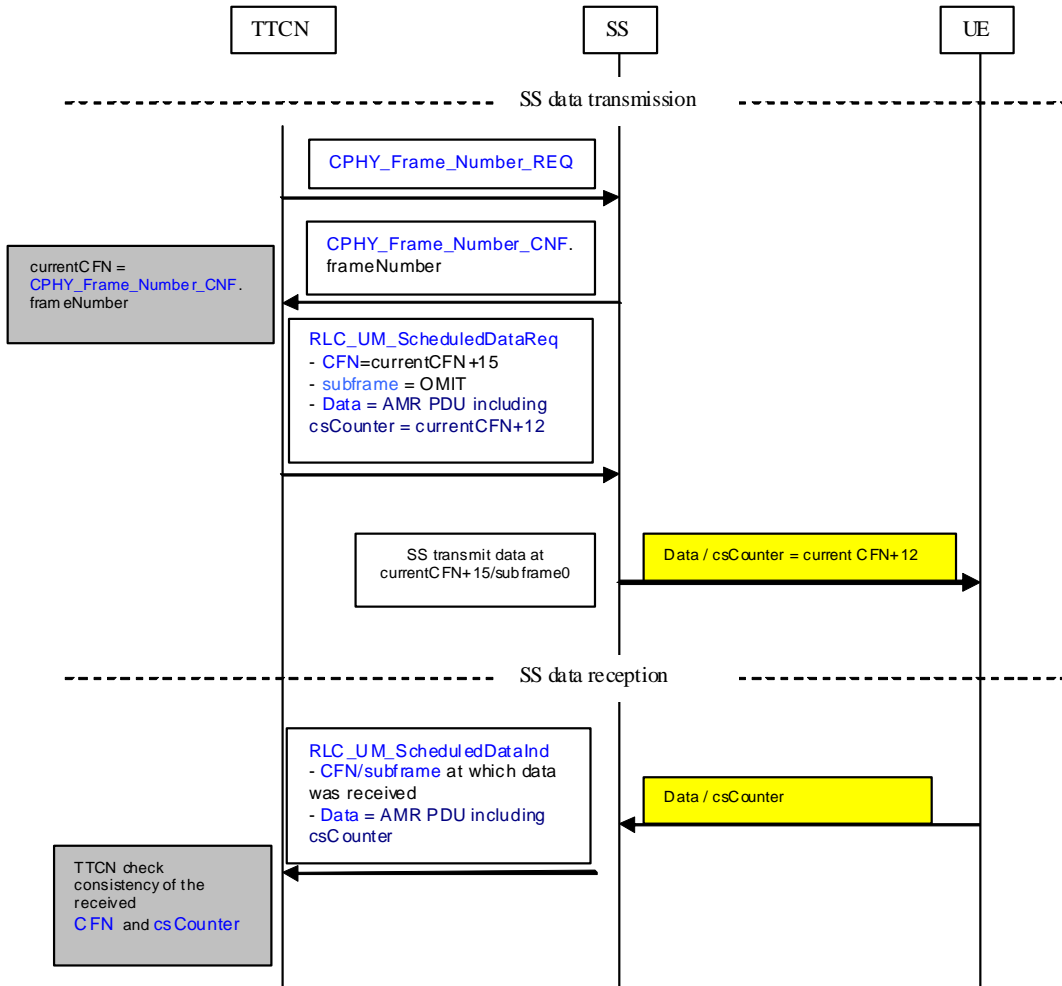 TTCN
SS
UE
SS data transmission
CPHY_Frame_Number_REQ
CPHY_Frame_Number_CNF.
frameNumber
currentCFN =
CPHY_Frame_Number_CNF.
frameNumber
RLC_UM_ScheduledDataReq
- CFN=currentCFN+15
- subframe = OMIT
- Data = AMR PDU including
csCounter = currentCFN+12
SS transmit data at
currentCFN+15/subframe0
Data / csCounter = current CFN+12
SS data reception
RLC_UM_ScheduledDataInd
- CFN/subframe at which data
was received
- Data = AMR PDU including
csCounter
Data / csCounter
TTCN check
consistency of the
received
CFN and csCounter